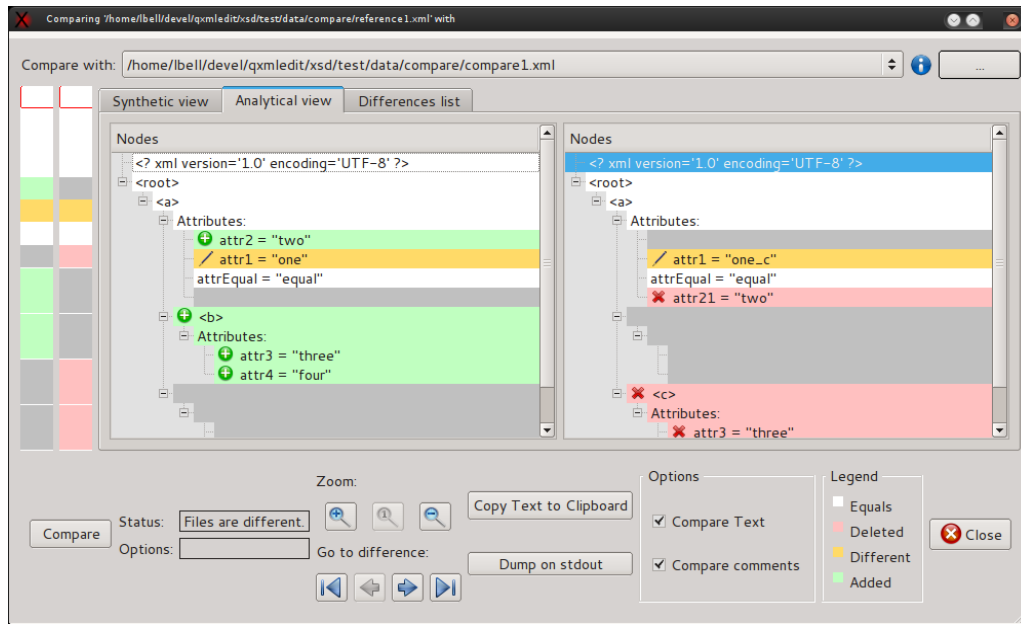 Comparing '/home/lbell/devel/qxmledit/xsd/test/data/compare/reference1.xml' with
Compare with: /home/lbell/devel/qxmledit/xsd/test/data/compare/compare1.xml ...
Synthetic view Analytical view Differences list
Nodes
<? xml version='1.0' encoding='UTF-8' ?>
<root>
<a>
Attributes:
attr2 = "two"
attr1 = "one"
attrEqual = "equal"
<b>
Attributes:
attr3 = "three"
attr4 = "four"
Nodes
<? xml version='1.0' encoding='UTF-8' ?>
<root>
<a>
Attributes:
attr1 = "one_c"
attrEqual = "equal"
attr21 = "two"
<c>
Attributes:
attr3 = "three"
Compare
Status: Files are different.
Options:
Zoom:
Go to difference:
Copy Text to Clipboard
Dump on stdout
Options
Compare Text
Compare comments
Legend
Equals
Deleted
Different
Added
Close